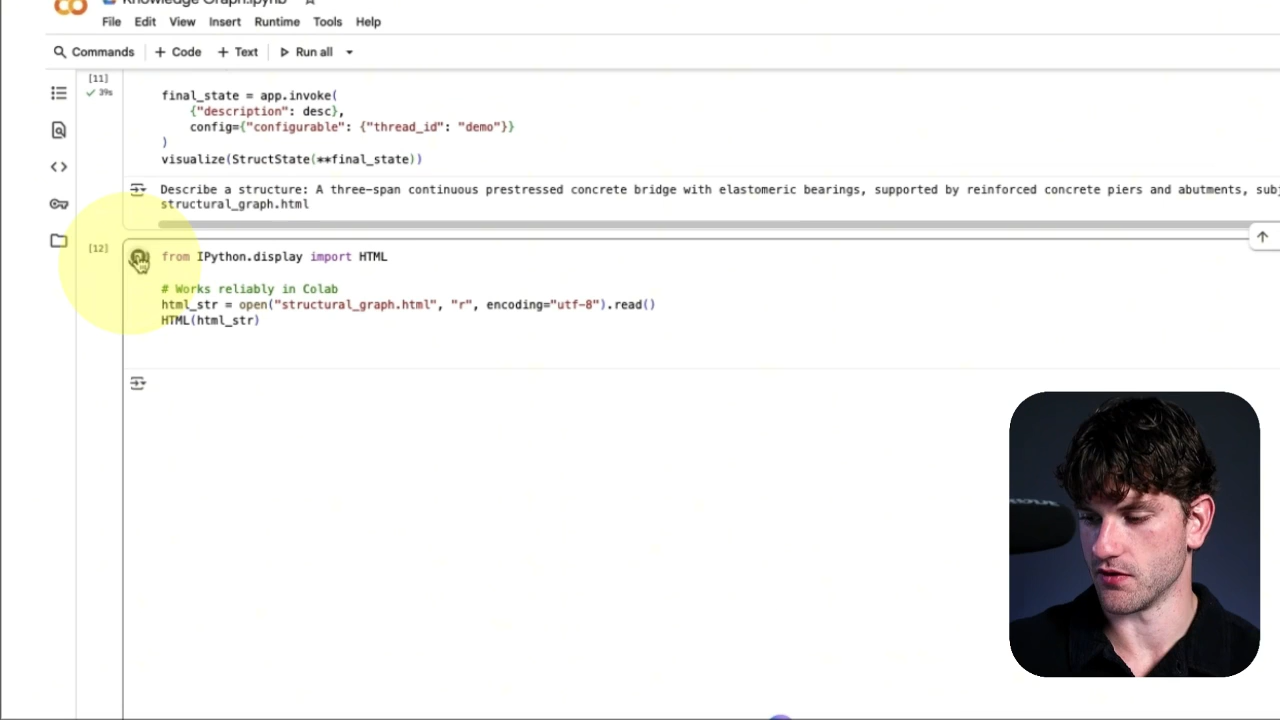 Knowledge Graph.ipynb
File Edit View Insert Runtime Tools Help
Commands + Code + Text Run all
[11]
39s
final_state = app.invoke(
{"description": desc},
config={"configurable": {"thread_id": "demo"}}
)
visualize(StructState(**final_state))
Describe a structure: A three-span continuous prestressed concrete bridge with elastomeric bearings, supported by reinforced concrete piers and abutments,
structural_graph.html
[12]
from IPython.display import HTML
# Works reliably in Colab
html_str = open("structural_graph.html", "r", encoding="utf-8").read()
HTML(html_str)